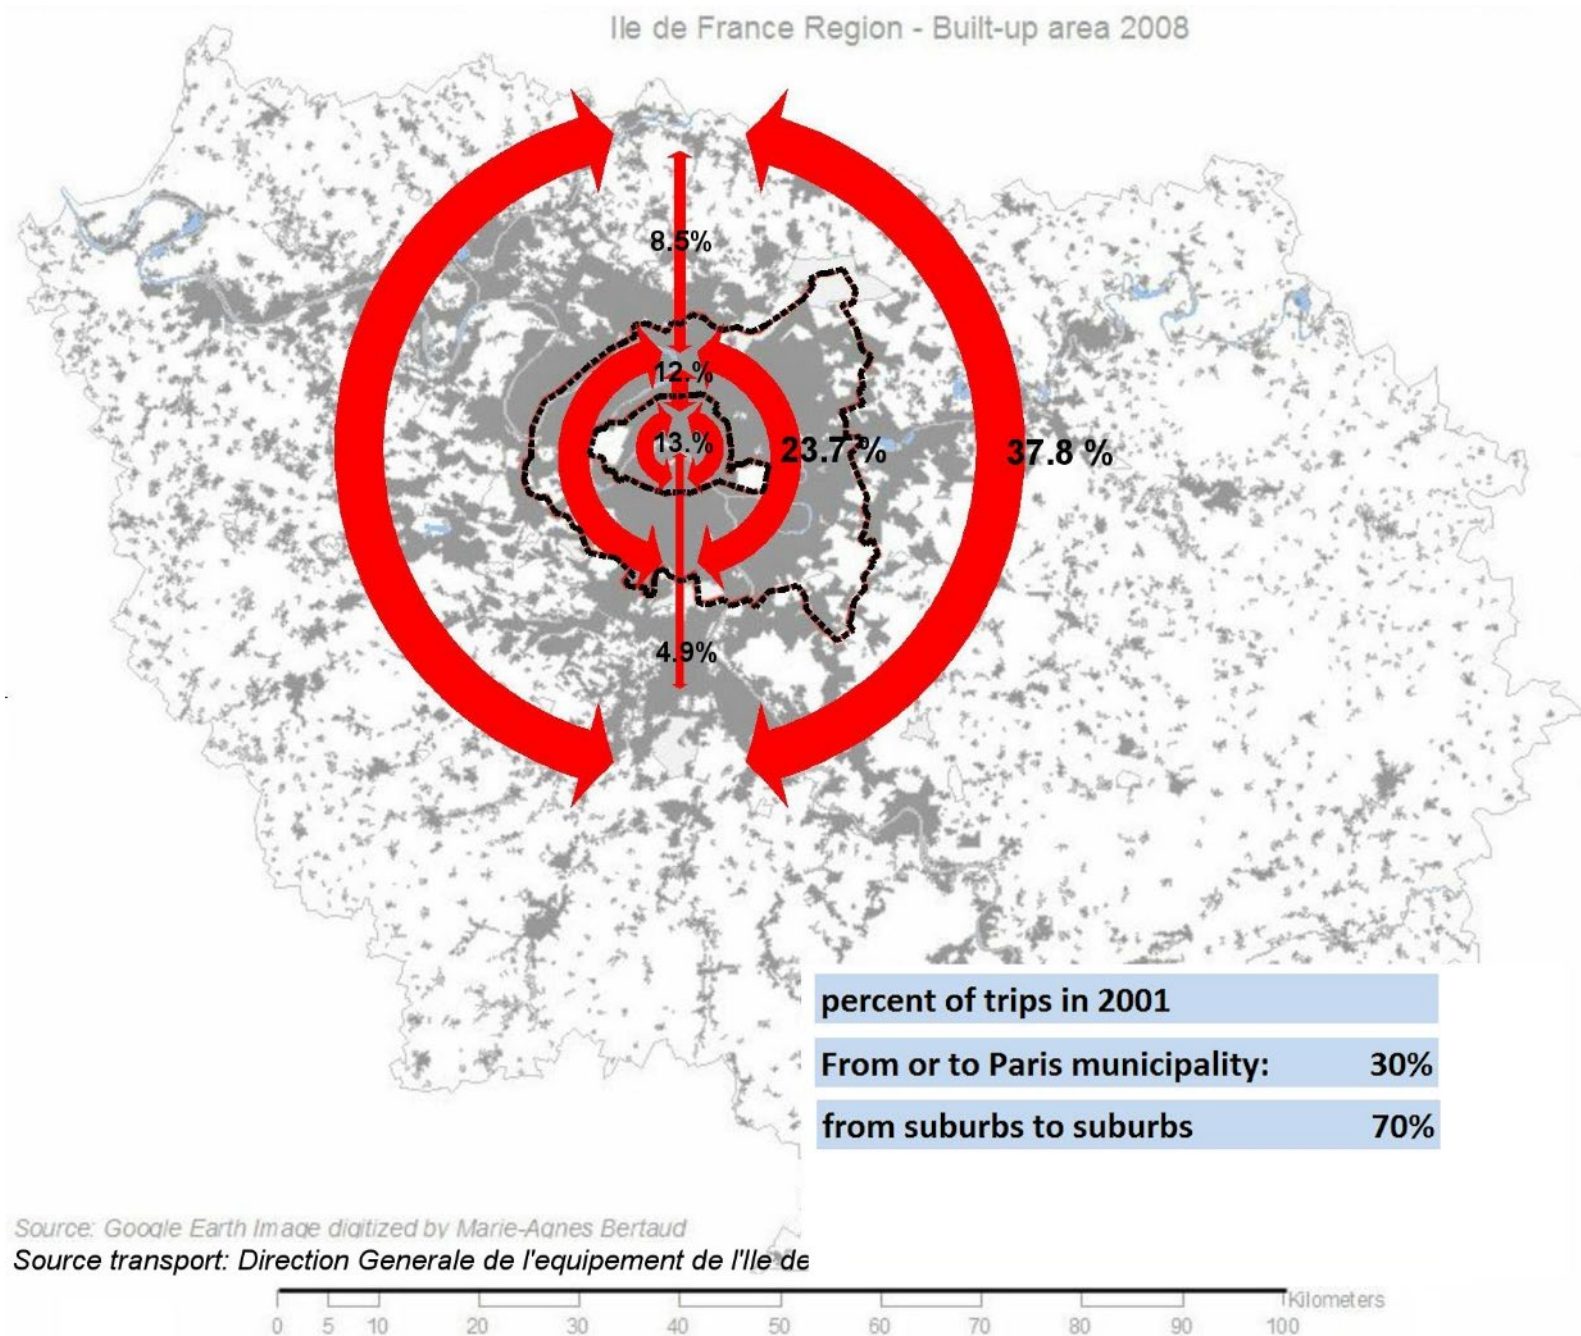 Ile de France Region - Built-up area 2008
8.5%
12.%
13.%
23.7 %
37.8 %
4.9%
percent of trips in 2001
From or to Paris municipality: 30%
from suburbs to suburbs 70%
Source: Google Earth Image digitized by Marie-Agnes Bertaud
Source transport: Direction Generale de l'equipement de l'Ile de
Kilometers
0 5 10 20 30 40 50 60 70 80 90 100